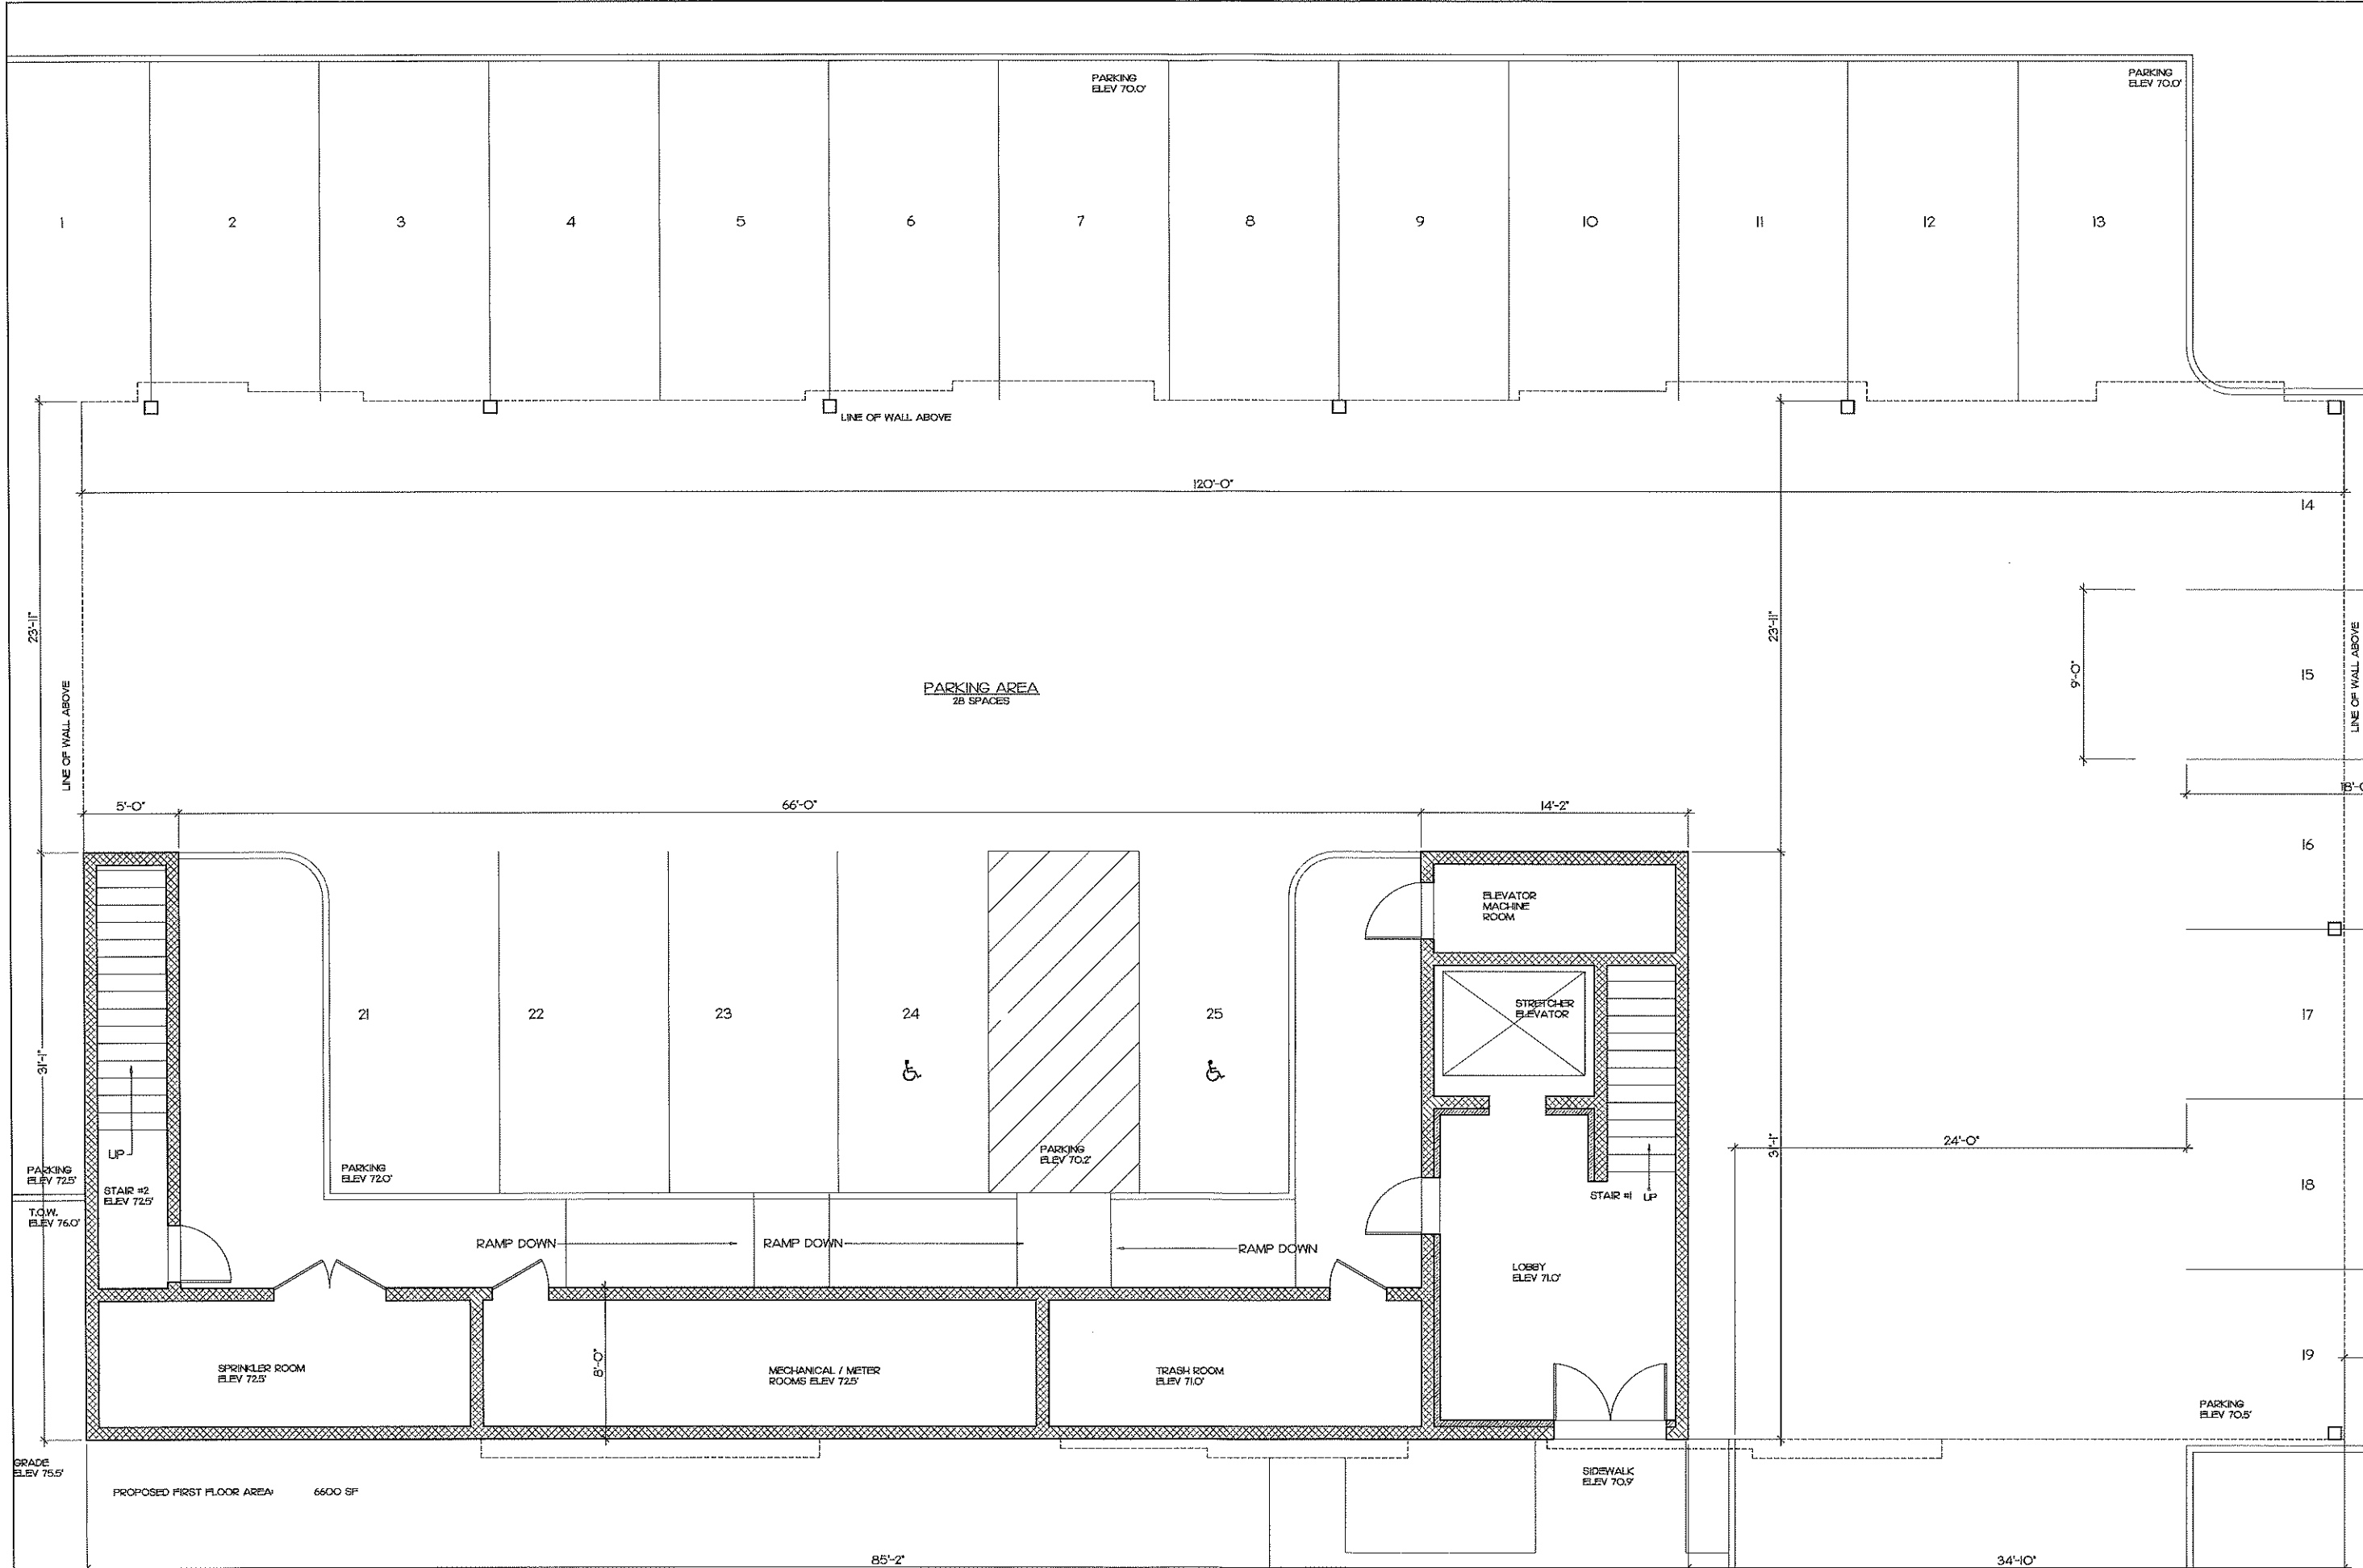 PARKING
ELEV 70.0'
PARKING
ELEV 70.0'
1
2
3
4
5
6
7
8
9
10
11
12
13
LINE OF WALL ABOVE
120'-0"
14
23'-11"
23'-11"
LINE OF WALL ABOVE
LINE OF WALL ABOVE
9'-0"
15
PARKING AREA
28 SPACES
5'-0"
66'-0"
14'-2"
16
ELEVATOR
MACHINE
ROOM
STRETCHER
ELEVATOR
21
22
23
24
25
17
31'-1"
31'-1"
24'-0"
UP
PARKING
ELEV 72.5'
STAIR #2
ELEV 72.5'
PARKING
ELEV 72.0'
PARKING
ELEV 70.2'
STAIR #1
UP
18
T.O.W.
ELEV 76.0'
RAMP DOWN
RAMP DOWN
RAMP DOWN
LOBBY
ELEV 71.0'
SPRINKLER ROOM
ELEV 72.5'
8'-0"
MECHANICAL / METER
ROOMS ELEV 72.5'
TRASH ROOM
ELEV 71.0'
19
PARKING
ELEV 70.5'
GRADE
ELEV 75.5'
SIDEWALK
ELEV 70.9'
PROPOSED FIRST FLOOR AREA: 6600 SF
85'-2"
34'-10"